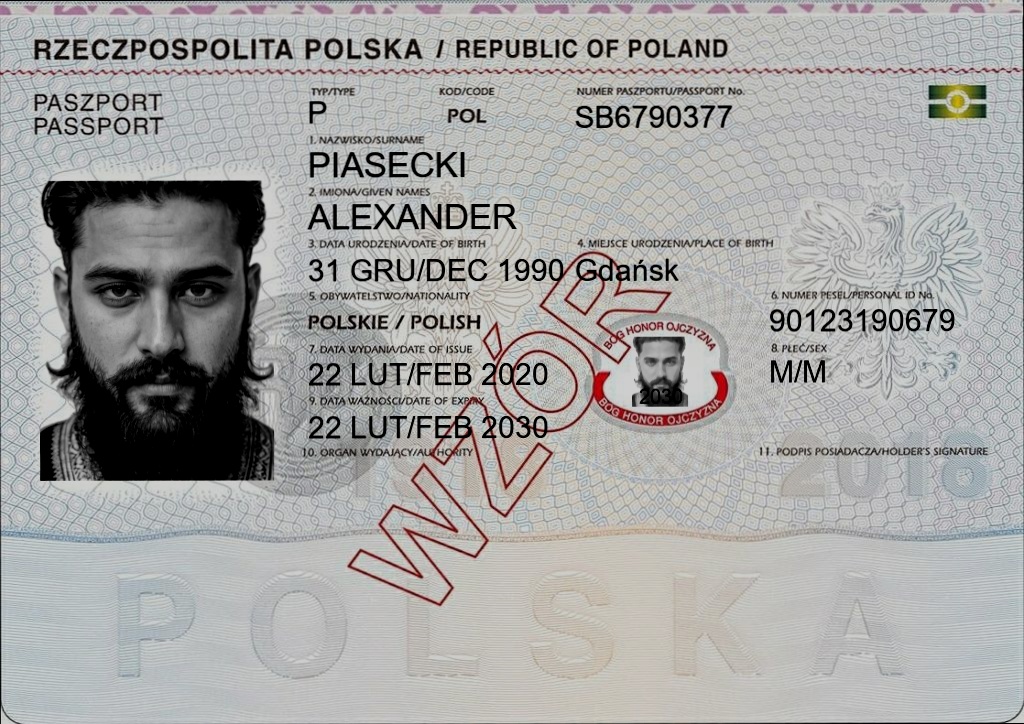 RZECZPOSPOLITA POLSKA / REPUBLIC OF POLAND
PASZPORT
PASSPORT
TYP/TYPE
P
KOD/CODE
POL
NUMER PASZPORTU/PASSPORT No.
SB6790377
1. NAZWISKO/SURNAME
PIASECKI
2. IMIONA/GIVEN NAMES
ALEXANDER
3. DATA URODZENIA/DATE OF BIRTH
31 GRU/DEC 1990
4. MIEJSCE URODZENIA/PLACE OF BIRTH
Gdańsk
5. OBYWATELSTWO/NATIONALITY
POLSKIE / POLISH
6. NUMER PESEL/PERSONAL ID No.
90123190679
7. DATA WYDANIA/DATE OF ISSUE
22 LUT/FEB 2020
8. PŁEĆ/SEX
M/M
9. DATA WAŻNOŚCI/DATE OF EXPIRY
22 LUT/FEB 2030
10. ORGAN WYDAJĄCY/AUTHORITY
11. PODPIS POSIADACZA/HOLDER'S SIGNATURE
BÓG HONOR OJCZYZNA
2030
BÓG HONOR OJCZYZNA
WZÓR
2018
POLSKA